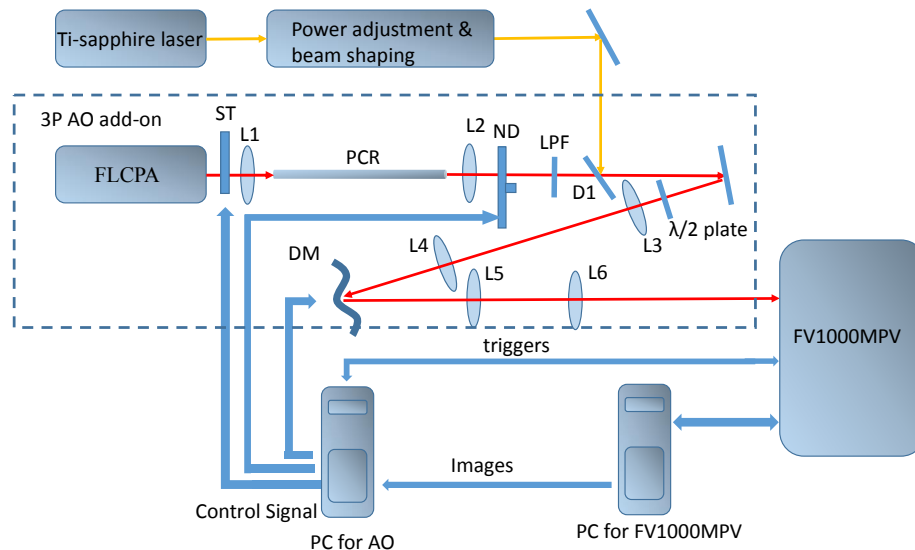 Ti-sapphire laser
Power adjustment &
beam shaping
3P AO add-on
ST
L1
PCR
L2
ND
LPF
D1
FLCPA
L3
λ/2 plate
DM
L4
L5
L6
FV1000MPV
triggers
Images
Control Signal
PC for AO
PC for FV1000MPV